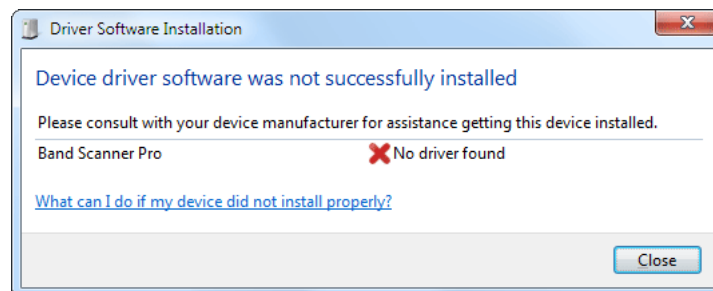 Driver Software Installation
Device driver software was not successfully installed
Please consult with your device manufacturer for assistance getting this device installed.
Band Scanner Pro No driver found
What can I do if my device did not install properly?
Close